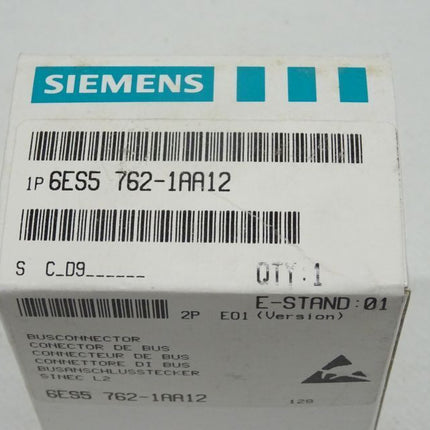 SIEMENS
1P 6ES5 762-1AA12
S C_D9______ QTY:1
E-STAND:01
2P E01 (Version)
BUSCONNECTOR
CONECTOR DE BUS
CONNECTEUR DE BUS
CONNETTORE DI BUS
BUSANSCHLUSSTECKER
SINEC L2
6ES5 762-1AA12
128